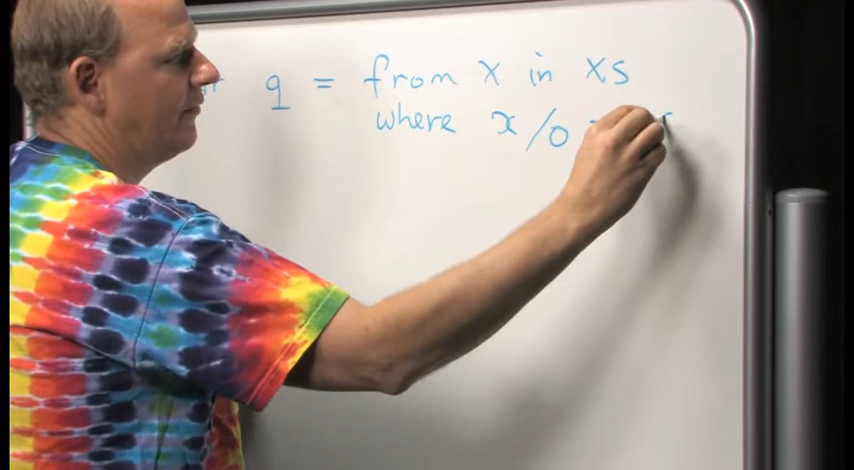 q = from x in xs
where x /0